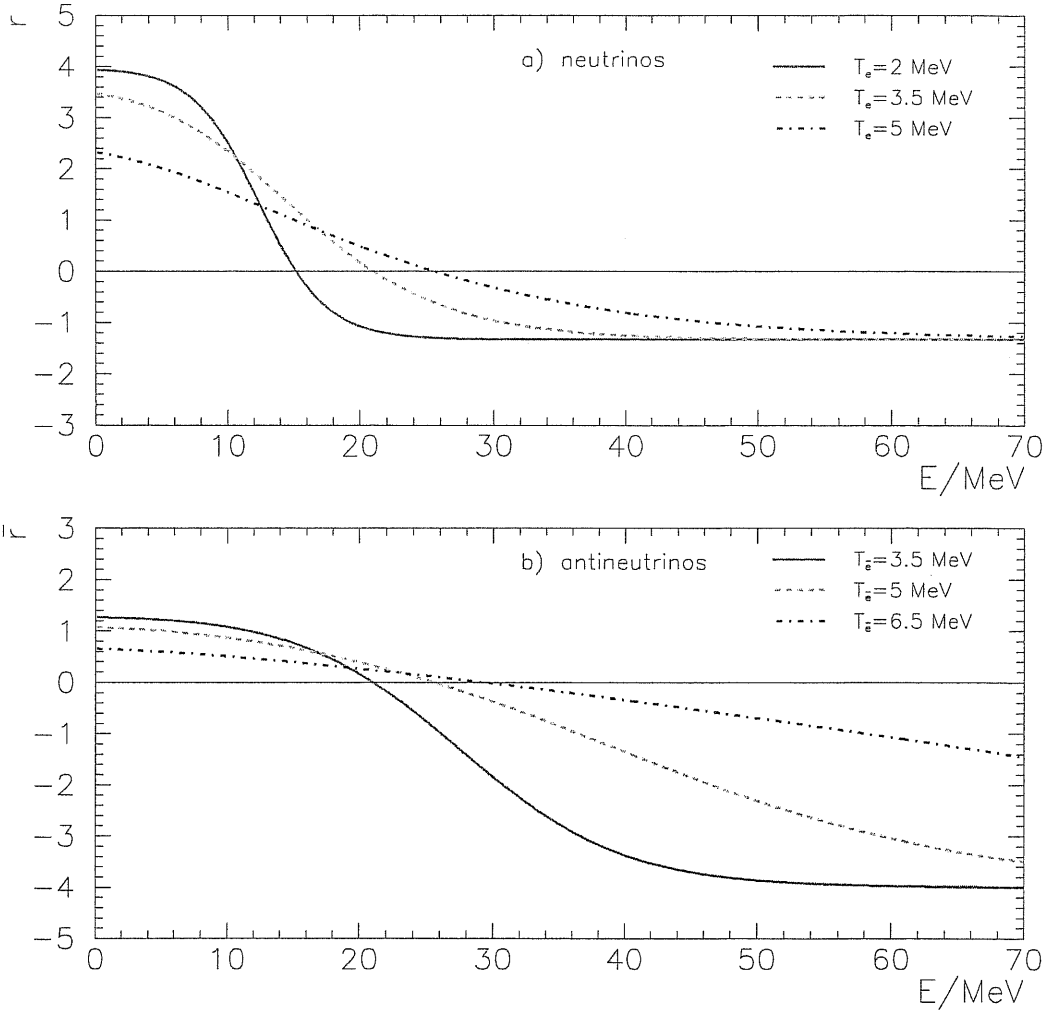 r
5
4
3
2
1
0
−1
−2
−3
a) neutrinos
T_e=2 MeV
T_e=3.5 MeV
T_e=5 MeV
0 10 20 30 40 50 60 70
E/MeV
r̄
3
2
1
0
−1
−2
−3
−4
−5
b) antineutrinos
T_ē=3.5 MeV
T_ē=5 MeV
T_ē=6.5 MeV
0 10 20 30 40 50 60 70
E/MeV